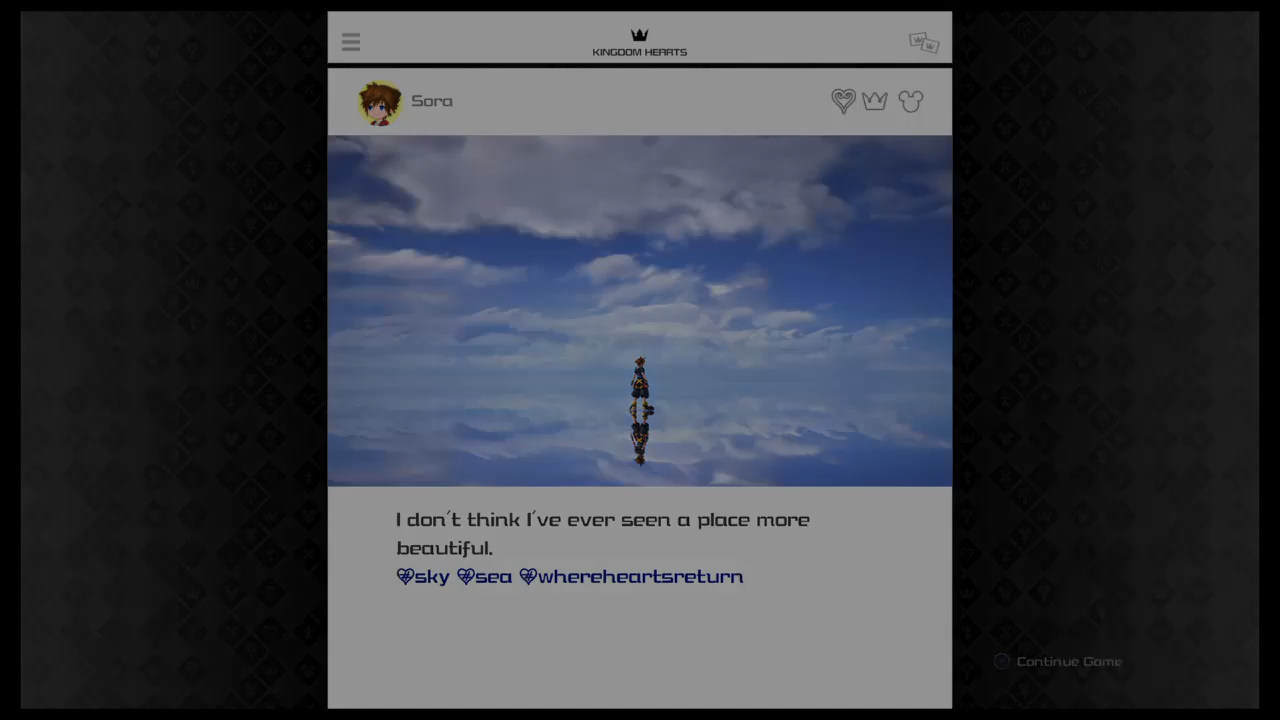 KINGDOM HEARTS
Sora
I don't think I've ever seen a place more
beautiful.
sky sea whereheartsreturn
Continue Game